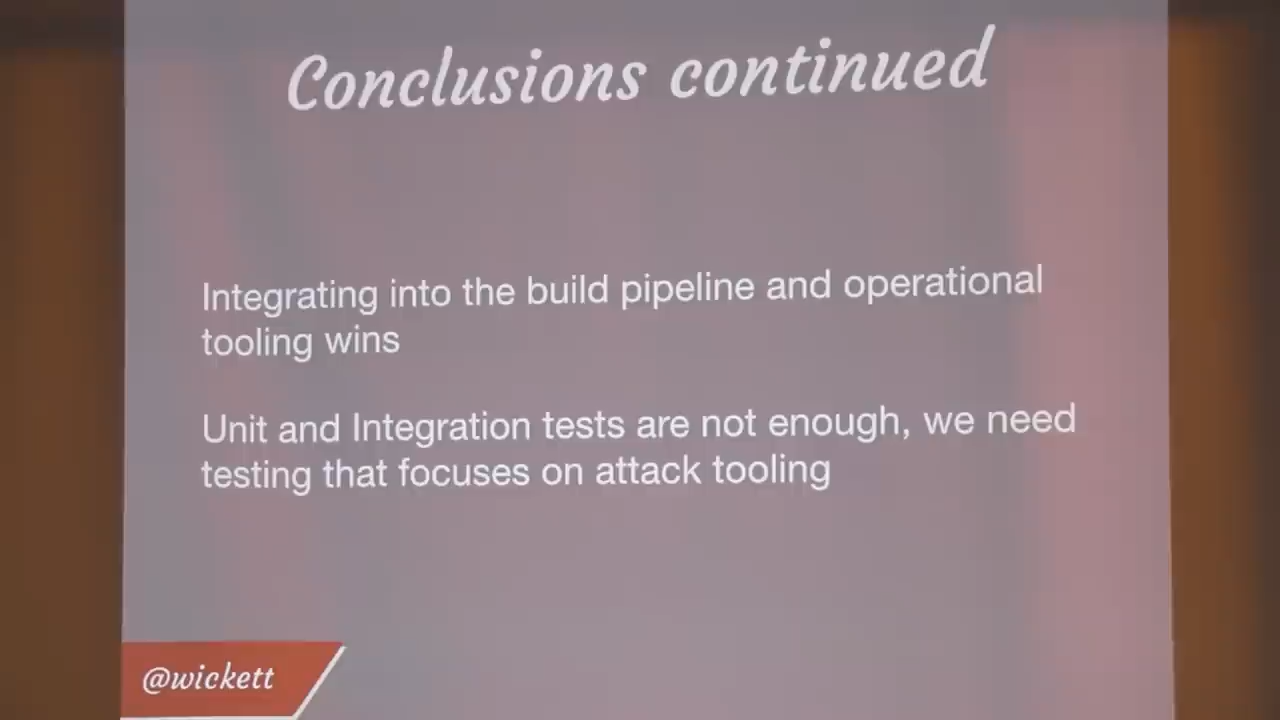 Conclusions continued
Integrating into the build pipeline and operational
tooling wins
Unit and Integration tests are not enough, we need
testing that focuses on attack tooling
@wickett